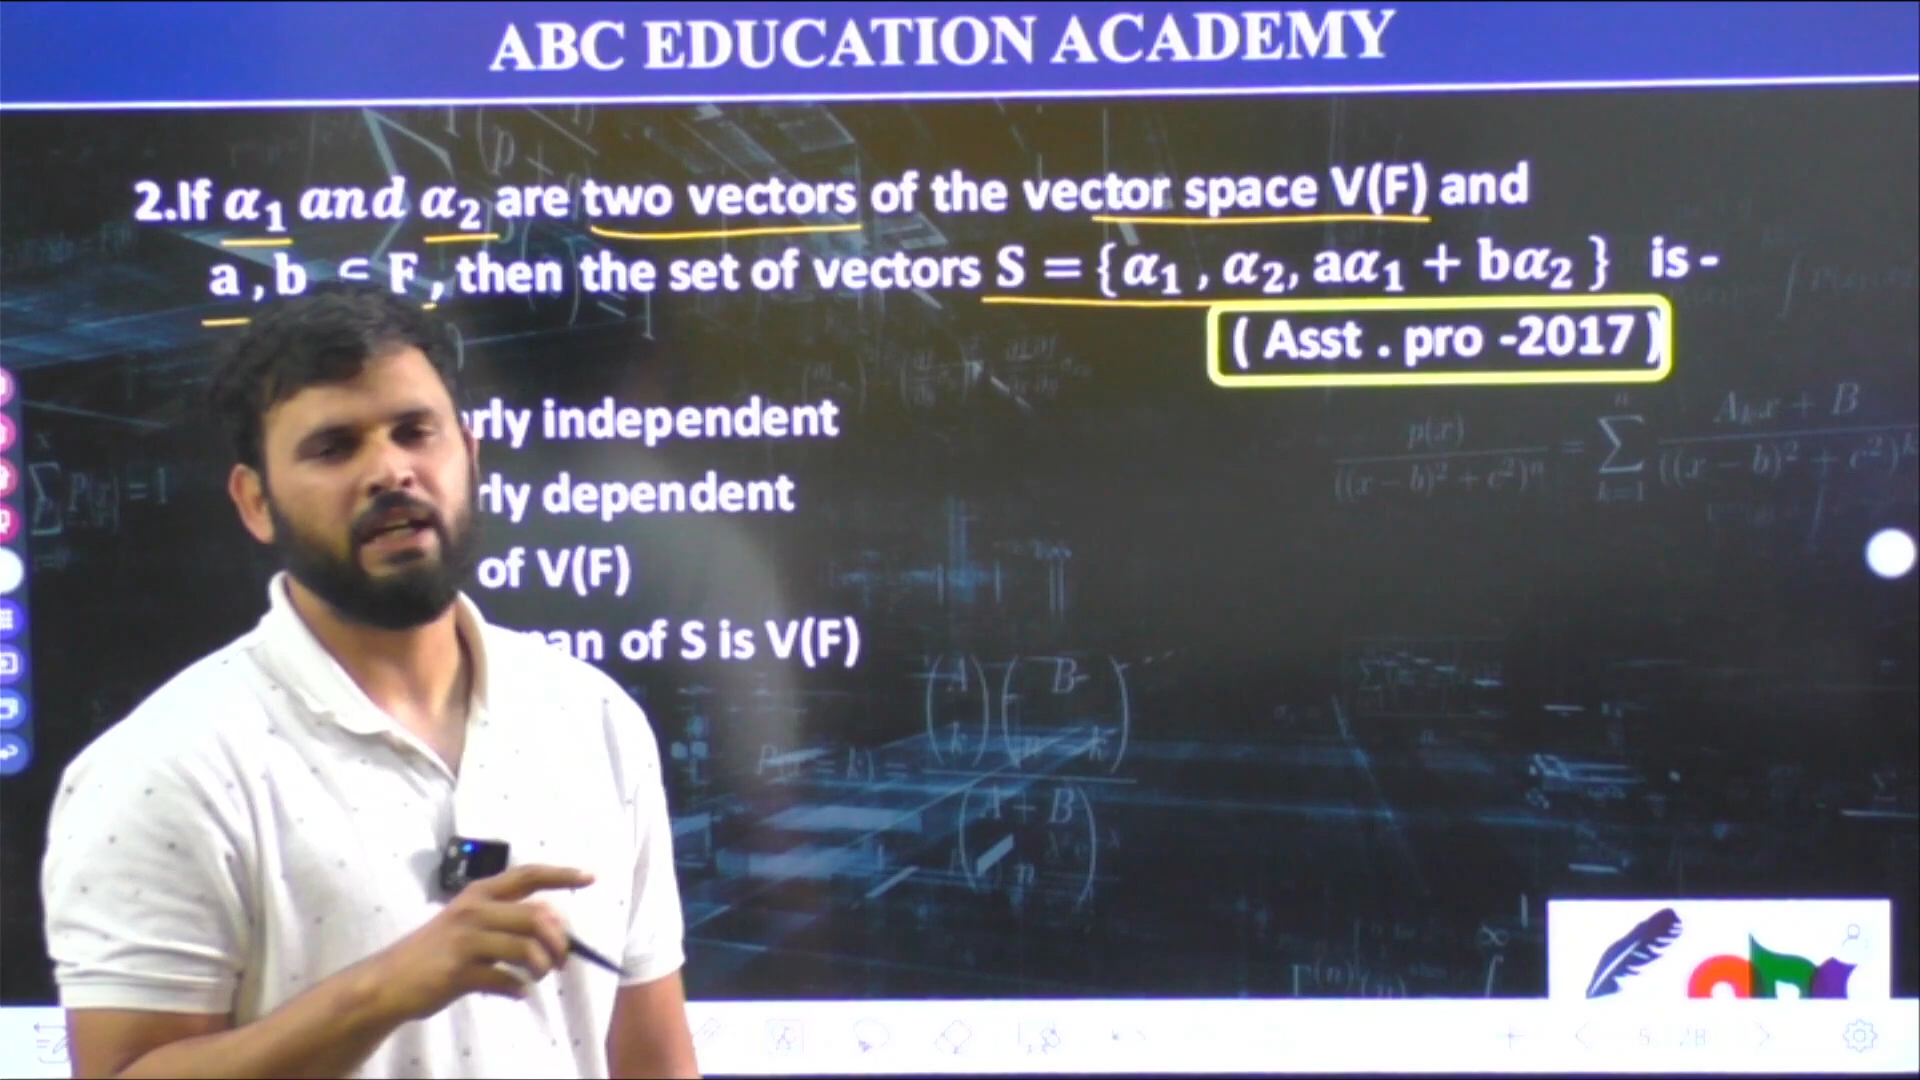 ABC EDUCATION ACADEMY
2.If α₁ and α₂ are two vectors of the vector space V(F) and
a , b ⊂ F , then the set of vectors S = {α₁ , α₂, aα₁ + bα₂ } is -
( Asst . pro -2017 )
rly independent
rly dependent
of V(F)
pan of S is V(F)